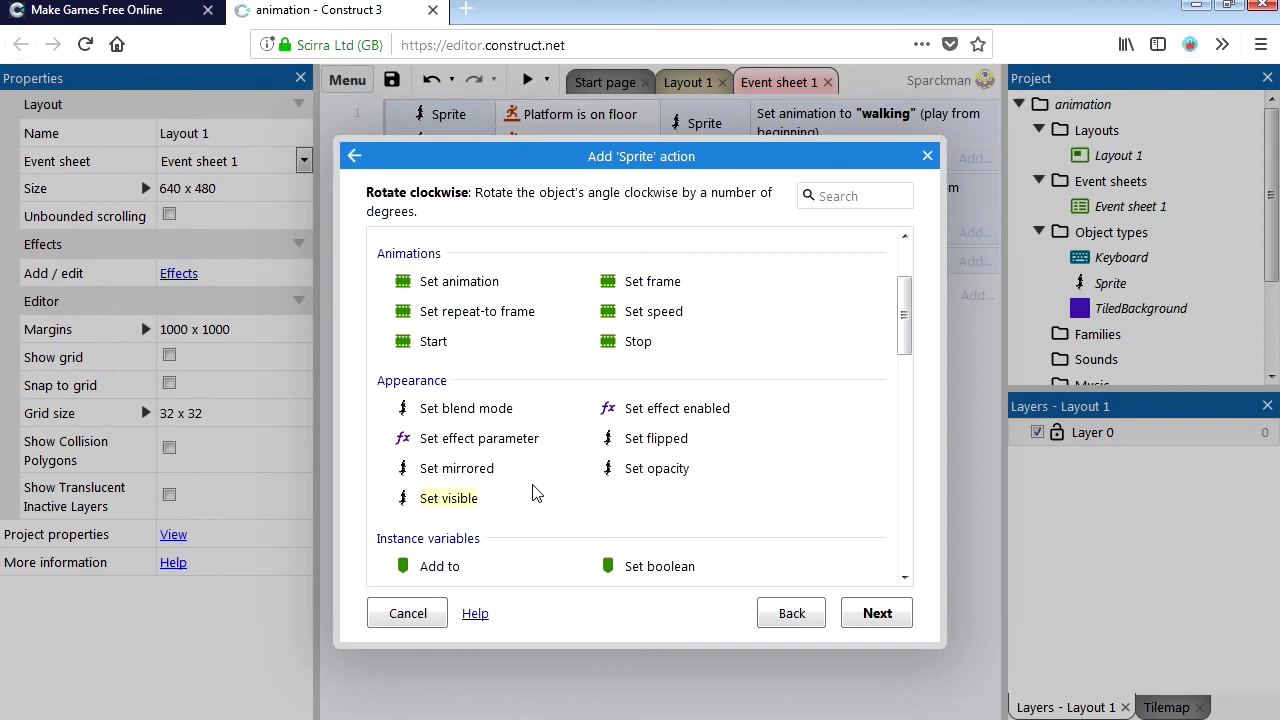 Make Games Free Online
animation - Construct 3
Scirra Ltd (GB)
https://editor.construct.net
Properties
Layout
Name
Layout 1
Event sheet
Event sheet 1
Size
640 x 480
Unbounded scrolling
Effects
Add / edit
Effects
Editor
Margins
1000 x 1000
Show grid
Snap to grid
Grid size
32 x 32
Show Collision
Polygons
Show Translucent
Inactive Layers
Project properties
View
More information
Help
Menu
Start page
Layout 1
Event sheet 1
Sparckman
1
Sprite
Platform is on floor
Sprite
Set animation to "walking" (play from
beginning)
Add...
om
Add...
Add...
Add...
Add 'Sprite' action
Rotate clockwise: Rotate the object's angle clockwise by a number of
degrees.
Search
Animations
Set animation
Set frame
Set repeat-to frame
Set speed
Start
Stop
Appearance
Set blend mode
Set effect enabled
Set effect parameter
Set flipped
Set mirrored
Set opacity
Set visible
Instance variables
Add to
Set boolean
Cancel
Help
Back
Next
Project
animation
Layouts
Layout 1
Event sheets
Event sheet 1
Object types
Keyboard
Sprite
TiledBackground
Families
Sounds
Music
Layers - Layout 1
Layer 0
0
Layers - Layout 1
Tilemap